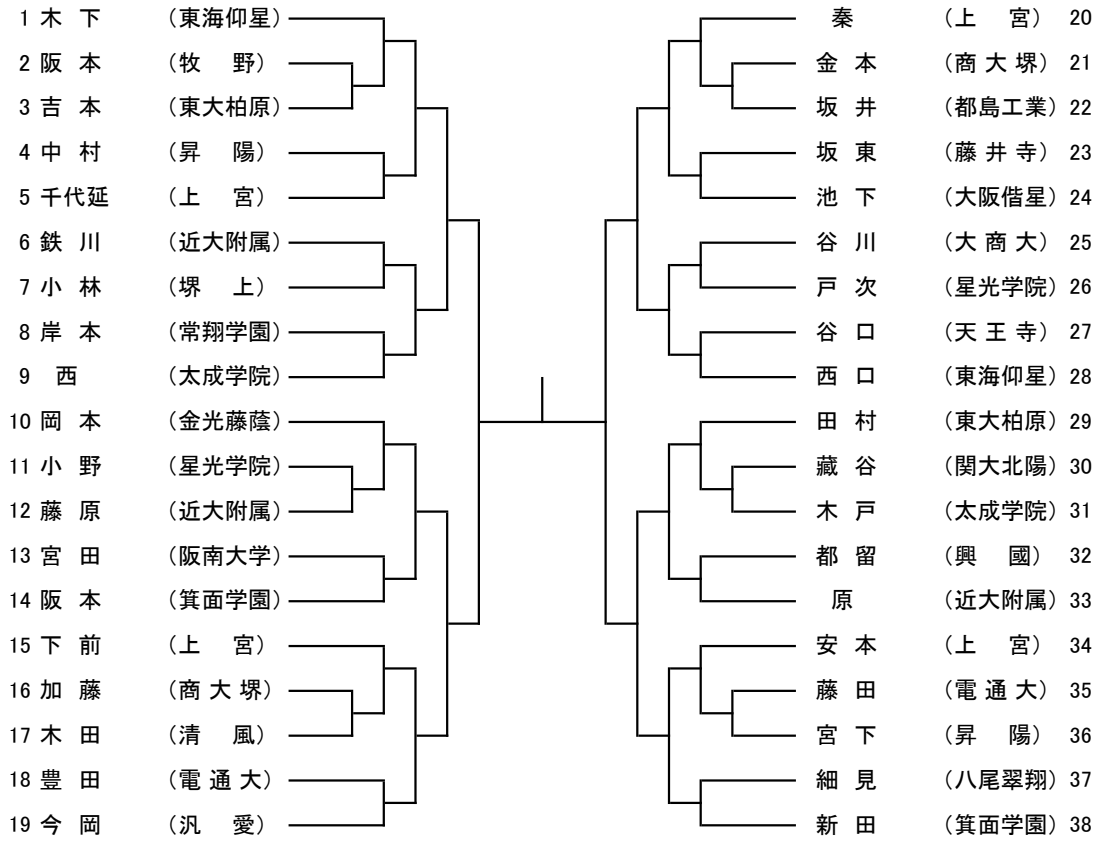 1 木 下 （東海仰星）
2 阪 本 （牧 野）
3 吉 本 （東大柏原）
4 中 村 （昇 陽）
5 千代延 （上 宮）
6 鉄 川 （近大附属）
7 小 林 （堺 上）
8 岸 本 （常翔学園）
9 西 （太成学院）
10 岡 本 （金光藤蔭）
11 小 野 （星光学院）
12 藤 原 （近大附属）
13 宮 田 （阪南大学）
14 阪 本 （箕面学園）
15 下 前 （上 宮）
16 加 藤 （商 大 堺）
17 木 田 （清 風）
18 豊 田 （電 通 大）
19 今 岡 （汎 愛）
秦 （上 宮） 20
金 本 （商 大 堺） 21
坂 井 （都島工業） 22
坂 東 （藤 井 寺） 23
池 下 （大阪偕星） 24
谷 川 （大 商 大） 25
戸 次 （星光学院） 26
谷 口 （天 王 寺） 27
西 口 （東海仰星） 28
田 村 （東大柏原） 29
藏 谷 （関大北陽） 30
木 戸 （太成学院） 31
都 留 （興 國） 32
原 （近大附属） 33
安 本 （上 宮） 34
藤 田 （電 通 大） 35
宮 下 （昇 陽） 36
細 見 （八尾翠翔） 37
新 田 （箕面学園） 38